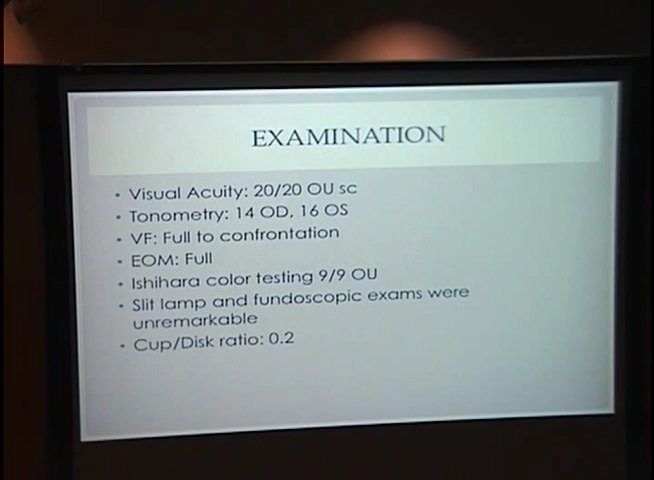 EXAMINATION
• Visual Acuity: 20/20 OU sc
• Tonometry: 14 OD, 16 OS
• VF: Full to confrontation
• EOM: Full
• Ishihara color testing 9/9 OU
• Slit lamp and fundoscopic exams were
unremarkable
• Cup/Disk ratio: 0.2